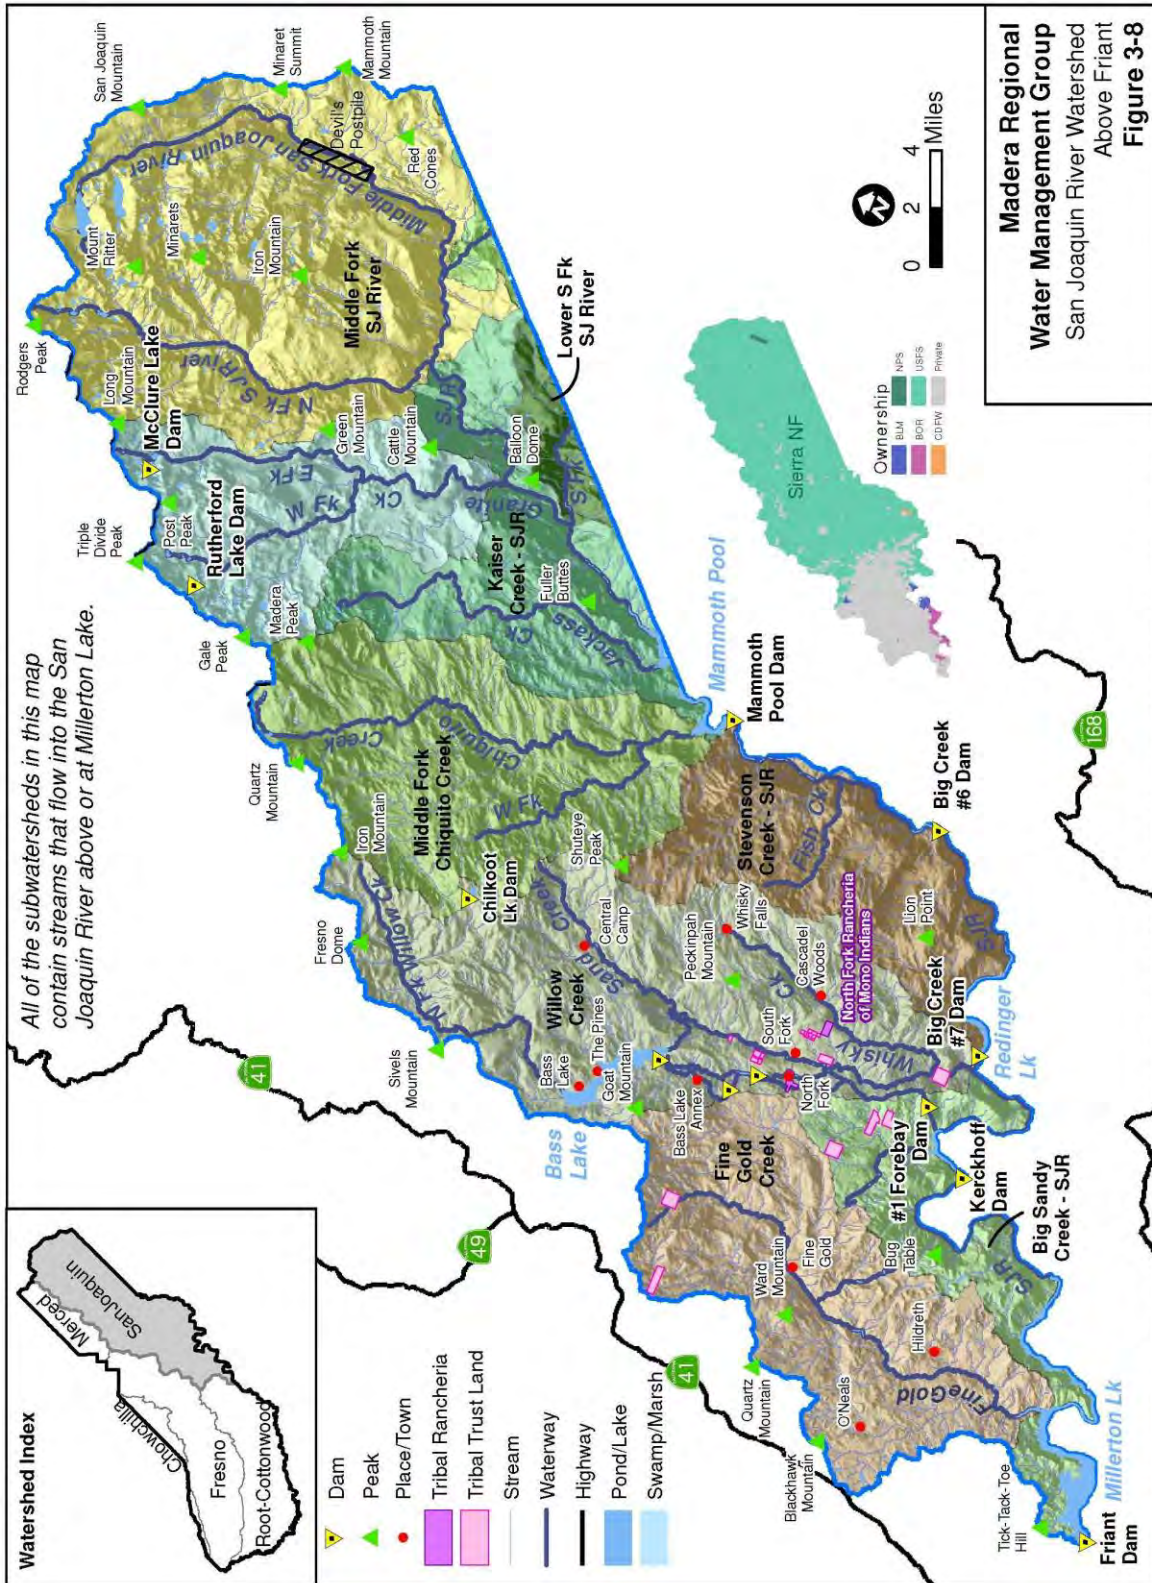 All of the subwatersheds in this map
contain streams that flow into the San
Joaquin River above or at Millerton Lake.
Watershed Index
Chowchilla
Merced
San Joaquin
Fresno
Root-Cottonwood
Dam
Peak
Place/Town
Tribal Rancheria
Tribal Trust Land
Stream
Waterway
Highway
Pond/Lake
Swamp/Marsh
41
49
41
168
San Joaquin
Mountain
Minaret
Summit
Mammoth
Mountain
Devil's
Postpile
Red
Cones
Middle Fork San Joaquin River
Mount
Ritter
Minarets
Iron
Mountain
Middle Fork
SJ River
Rodgers
Peak
N Fk SJ River
Long
Mountain
McClure Lake
Dam
Green
Mountain
Cattle
Mountain
SJR
Balloon
Dome
S Fk
Lower S Fk
SJ River
Triple
Divide
Peak
Post
Peak
Rutherford
Lake Dam
E Fk
W Fk
Granite
Ck
Gale
Peak
Madera
Peak
Kaiser
Creek - SJR
Fuller
Buttes
Jackass
Ck
Mammoth Pool
Mammoth
Pool Dam
Quartz
Mountain
Chiquito
Creek
W Fk
Middle Fork
Chiquito Creek
Iron
Mountain
Chilkoot
Lk Dam
Shuteye
Peak
Stevenson
Creek - SJR
Fish Ck
Big Creek
#6 Dam
Fresno
Dome
N Fk Willow Ck
Sand
Creek
Central
Camp
Willow
Creek
Peckinpah
Mountain
Whisky
Falls
Cascadel
Woods
North Fork Rancheria
of Mono Indians
Lion
Point
SJR
Sivels
Mountain
Bass
Lake
The Pines
Goat
Mountain
South
Fork
Whisky
Ck
Big Creek
#7 Dam
Redinger
Lk
Bass
Lake
Bass Lake
Annex
North
Fork
Fine
Gold
Creek
#1 Forebay
Dam
Kerckhoff
Dam
Big Sandy
Creek - SJR
SJR
Ward
Mountain
Fine
Gold
Bug
Table
Hildreth
Fine Gold
Quartz
Mountain
O'Neals
Blackhawk
Mountain
Tick-Tack-Toe
Hill
Millerton Lk
Friant
Dam
Sierra NF
Ownership
BLM
NPS
BOR
USFS
CDFW
Private
N
0
2
4
Miles
Madera Regional
Water Management Group
San Joaquin River Watershed
Above Friant
Figure 3-8